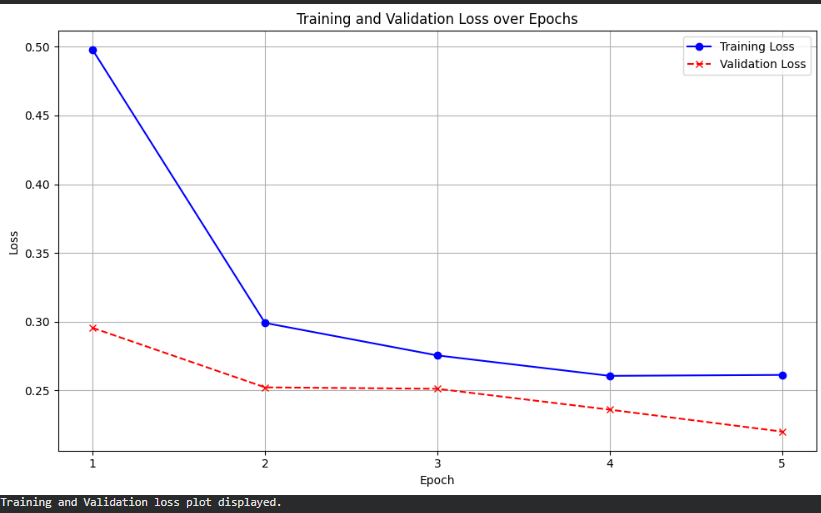 Training and Validation Loss over Epochs
Training Loss
Validation Loss
0.50
0.45
0.40
0.35
0.30
0.25
Loss
1 2 3 4 5
Epoch
Training and Validation loss plot displayed.